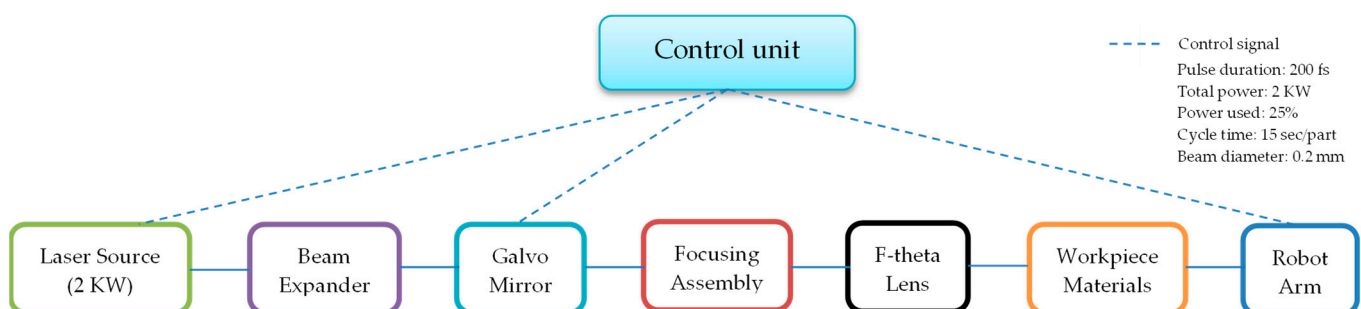 Control unit
Control signal
Pulse duration: 200 fs
Total power: 2 KW
Power used: 25%
Cycle time: 15 sec/part
Beam diameter: 0.2 mm
Laser Source
(2 KW)
Beam
Expander
Galvo
Mirror
Focusing
Assembly
F-theta
Lens
Workpiece
Materials
Robot
Arm